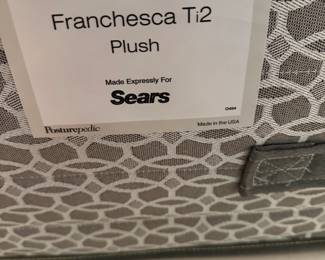 Franchesca Ti2
Plush
Made Expressly For
Sears
Posturepedic
Made in the USA